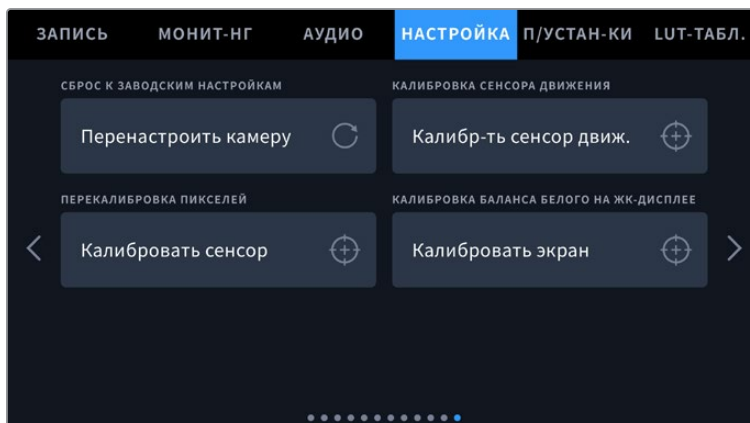 ЗАПИСЬ МОНИТ-НГ АУДИО НАСТРОЙКА П/УСТАН-КИ LUT-ТАБЛ.
СБРОС К ЗАВОДСКИМ НАСТРОЙКАМ
Перенастроить камеру
КАЛИБРОВКА СЕНСОРА ДВИЖЕНИЯ
Калибр-ть сенсор движ.
ПЕРЕКАЛИБРОВКА ПИКСЕЛЕЙ
Калибровать сенсор
КАЛИБРОВКА БАЛАНСА БЕЛОГО НА ЖК-ДИСПЛЕЕ
Калибровать экран